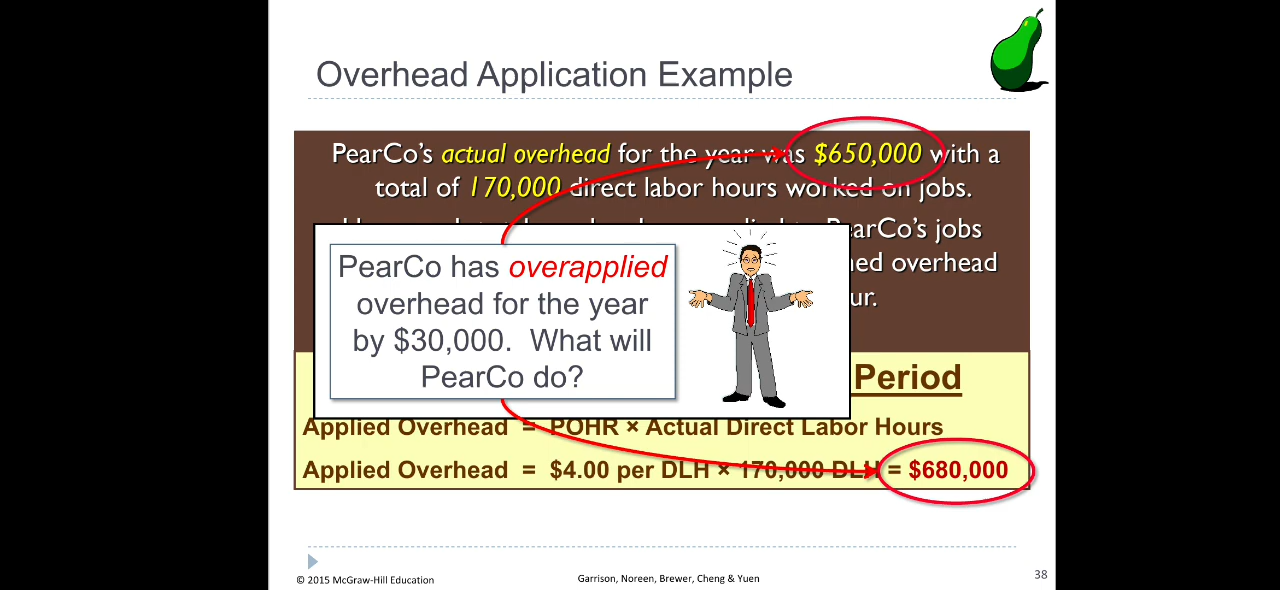 Overhead Application Example
PearCo's actual overhead for the year was $650,000 with a
total of 170,000 direct labor hours worked on jobs.
PearCo's jobs
overhead
PearCo has overapplied
overhead for the year
by $30,000. What will
PearCo do?
Period
Applied Overhead = POHR × Actual Direct Labor Hours
Applied Overhead = $4.00 per DLH × 170,000 DLH = $680,000
© 2015 McGraw-Hill Education
Garrison, Noreen, Brewer, Cheng & Yuen
38